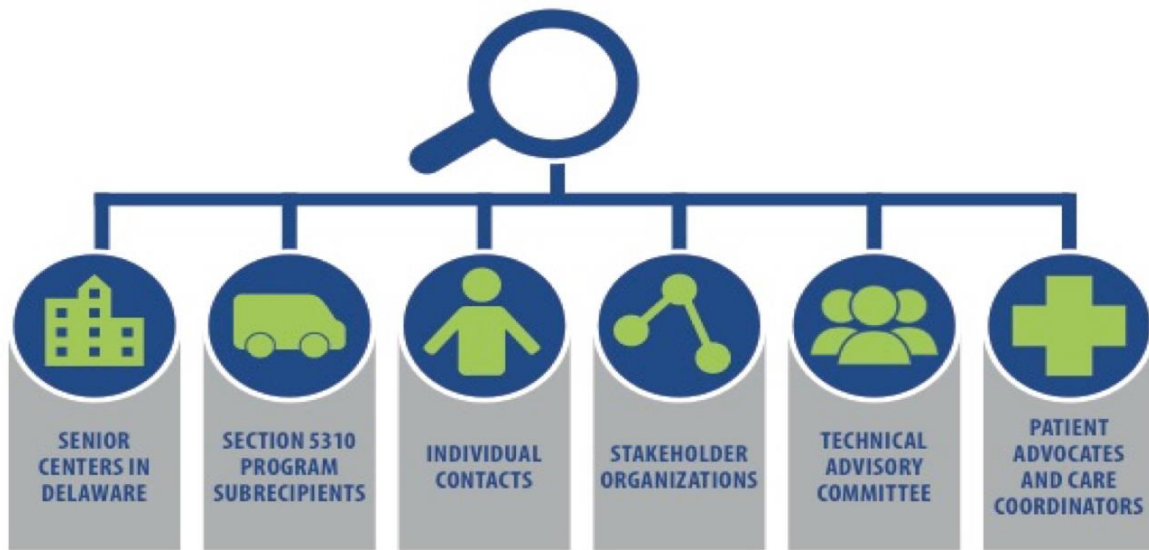 SENIOR
CENTERS IN
DELAWARE
SECTION 5310
PROGRAM
SUBRECIPIENTS
INDIVIDUAL
CONTACTS
STAKEHOLDER
ORGANIZATIONS
TECHNICAL
ADVISORY
COMMITTEE
PATIENT
ADVOCATES
AND CARE
COORDINATORS